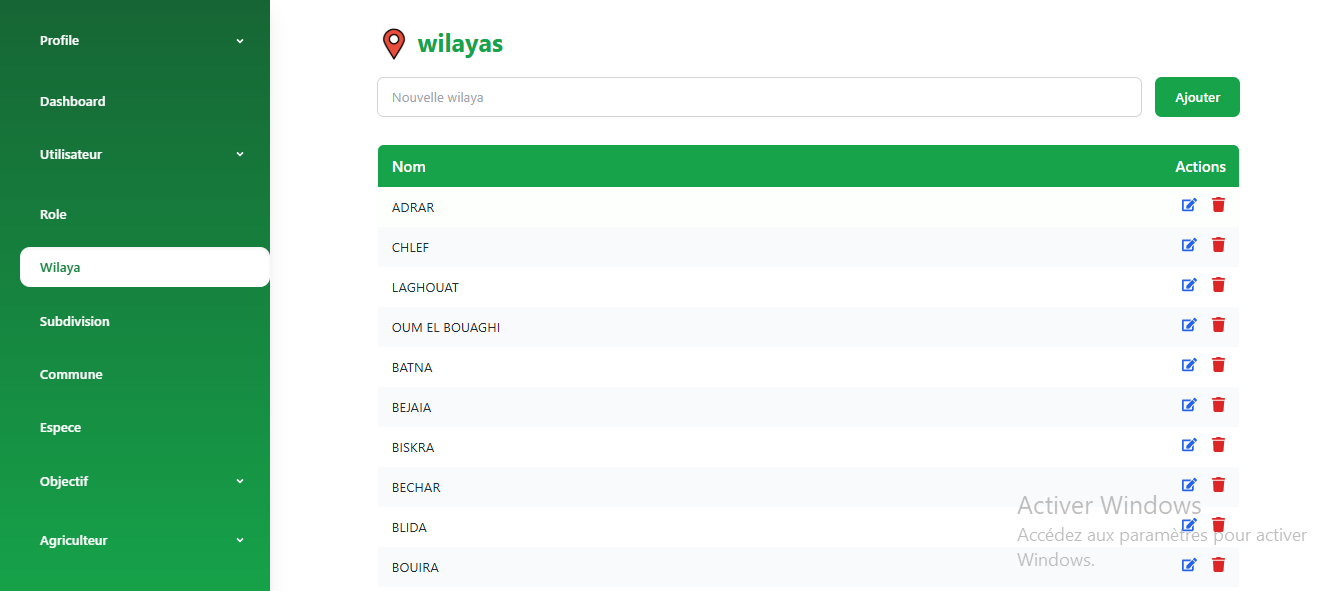 Profile
Dashboard
Utilisateur
Role
Wilaya
Subdivision
Commune
Espece
Objectif
Agriculteur
wilayas
Nouvelle wilaya
Ajouter
Nom Actions
ADRAR
CHLEF
LAGHOUAT
OUM EL BOUAGHI
BATNA
BEJAIA
BISKRA
BECHAR
BLIDA
BOUIRA
Activer Windows
Accédez aux paramètres pour activer
Windows.